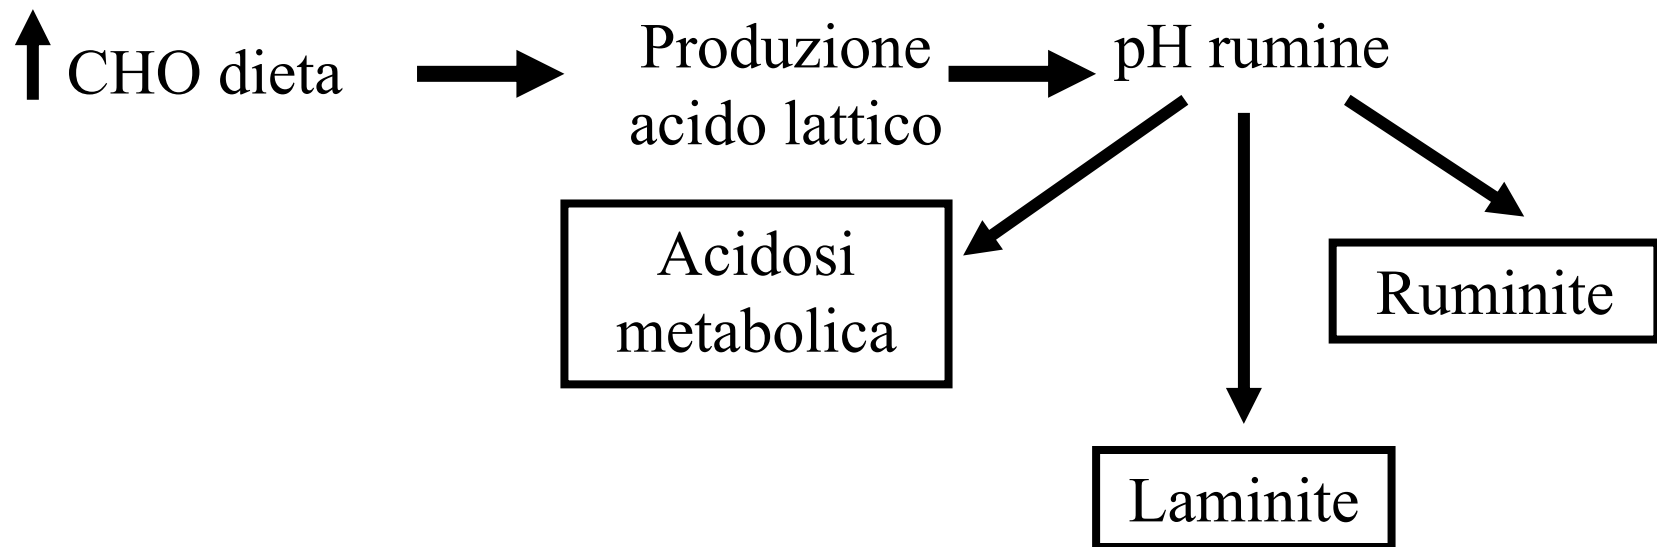 CHO dieta
Produzione
acido lattico
pH rumine
Acidosi
metabolica
Ruminite
Laminite